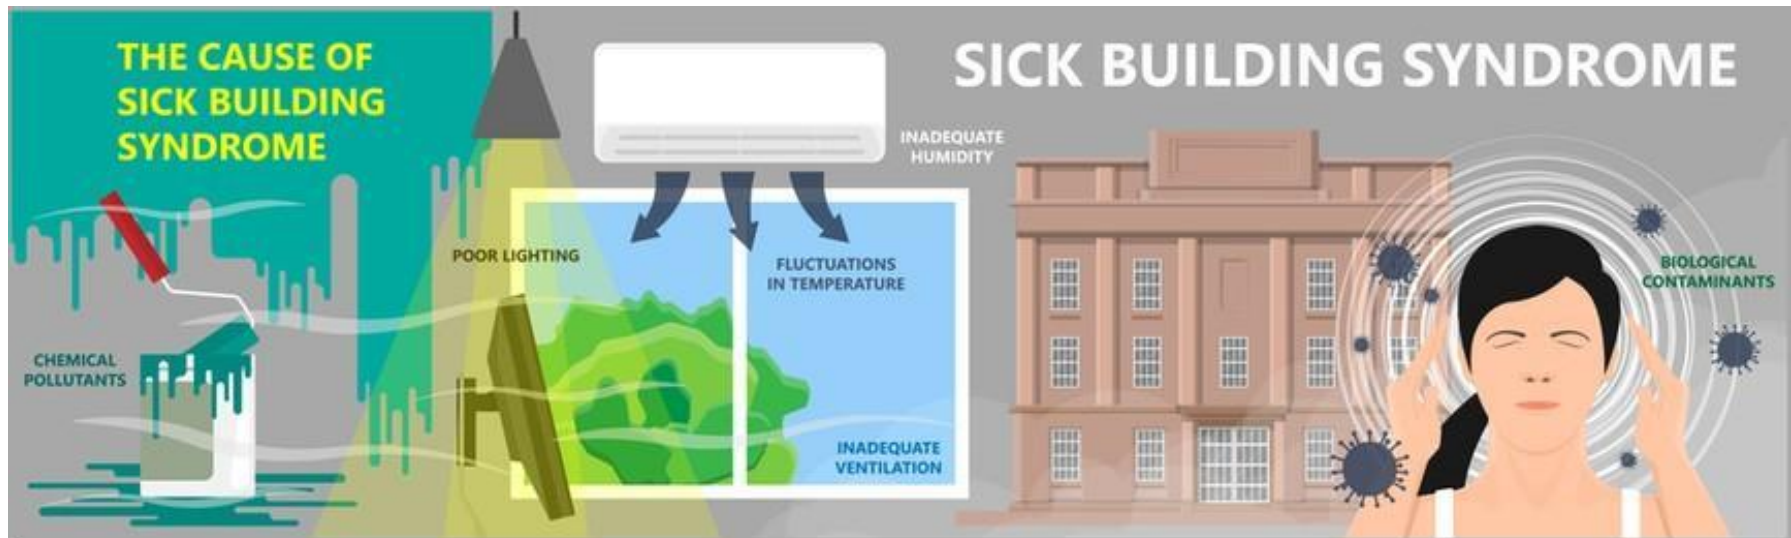 THE CAUSE OF
SICK BUILDING
SYNDROME
SICK BUILDING SYNDROME
INADEQUATE
HUMIDITY
POOR LIGHTING
FLUCTUATIONS
IN TEMPERATURE
BIOLOGICAL
CONTAMINANTS
CHEMICAL
POLLUTANTS
INADEQUATE
VENTILATION